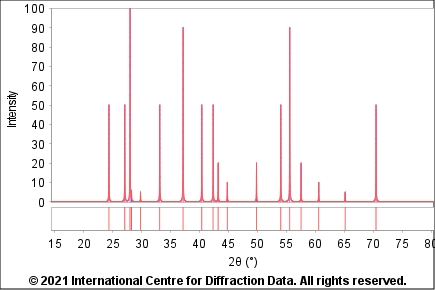 100
90
80
70
60
50
40
30
20
10
0
Intensity
15 20 25 30 35 40 45 50 55 60 65 70 75 80
2θ (°)
© 2021 International Centre for Diffraction Data. All rights reserved.